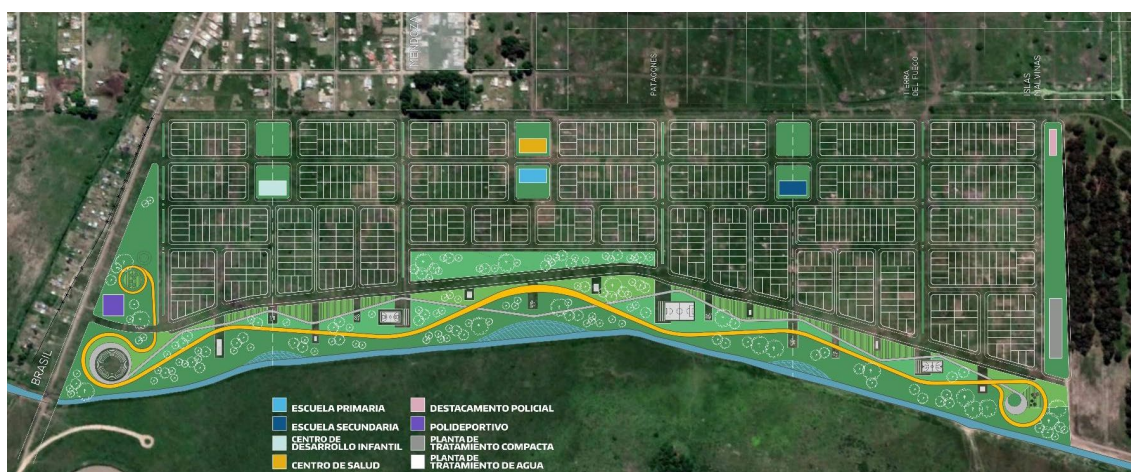 MENDOZA
PATAGONES
TIERRA
DEL FUEGO
ISLAS
MALVINAS
BRASIL
ESCUELA PRIMARIA
ESCUELA SECUNDARIA
CENTRO DE
DESARROLLO INFANTIL
CENTRO DE SALUD
DESTACAMENTO POLICIAL
POLIDEPORTIVO
PLANTA DE
TRATAMIENTO COMPACTA
PLANTA DE
TRATAMIENTO DE AGUA